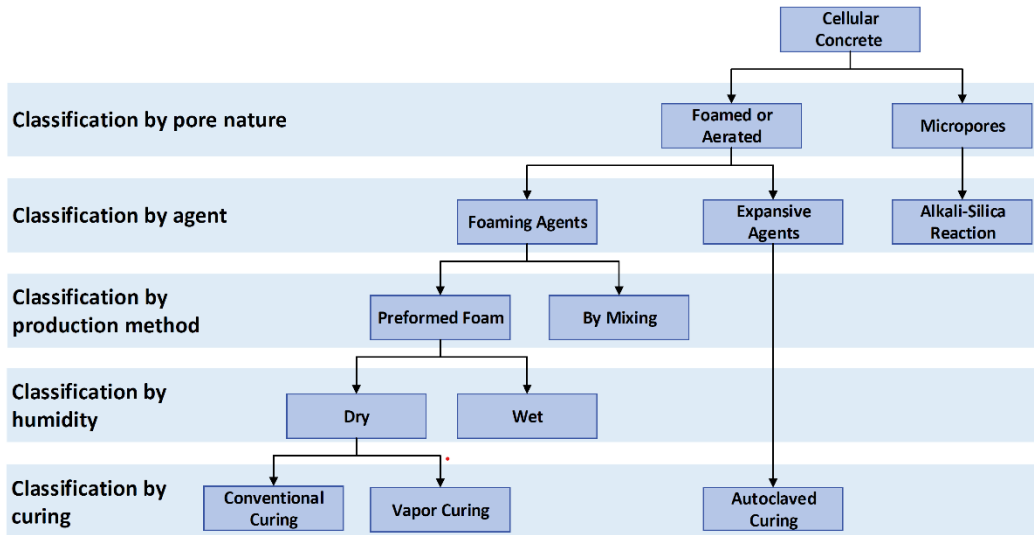 Cellular
Concrete
Classification by pore nature
Foamed or
Aerated
Micropores
Classification by agent
Foaming Agents
Expansive
Agents
Alkali-Silica
Reaction
Classification by
production method
Preformed Foam
By Mixing
Classification by
humidity
Dry
Wet
Classification by
curing
Conventional
Curing
Vapor Curing
Autoclaved
Curing